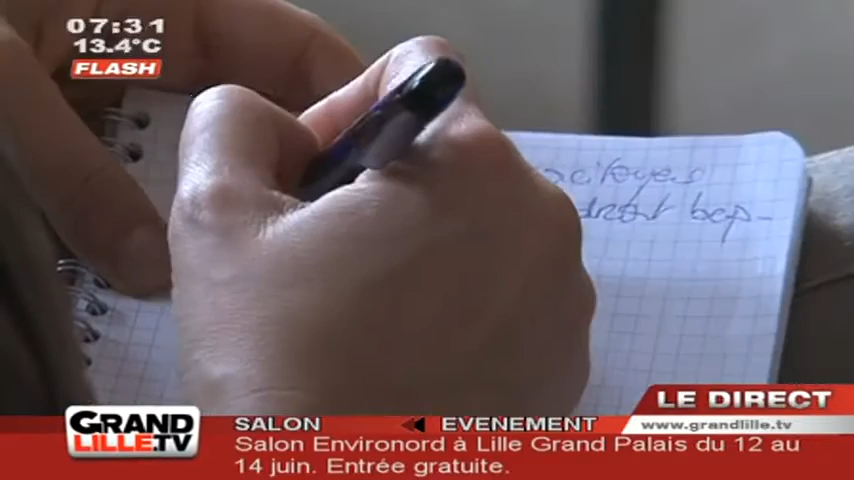 07:31
13.4°C
FLASH
citoyens
LE DIRECT
www.grandlille.tv
GRAND
LILLE.TV
SALON EVENEMENT
Salon Environord à Lille Grand Palais du 12 au
14 juin. Entrée gratuite.